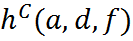 h^C(a, d, f)